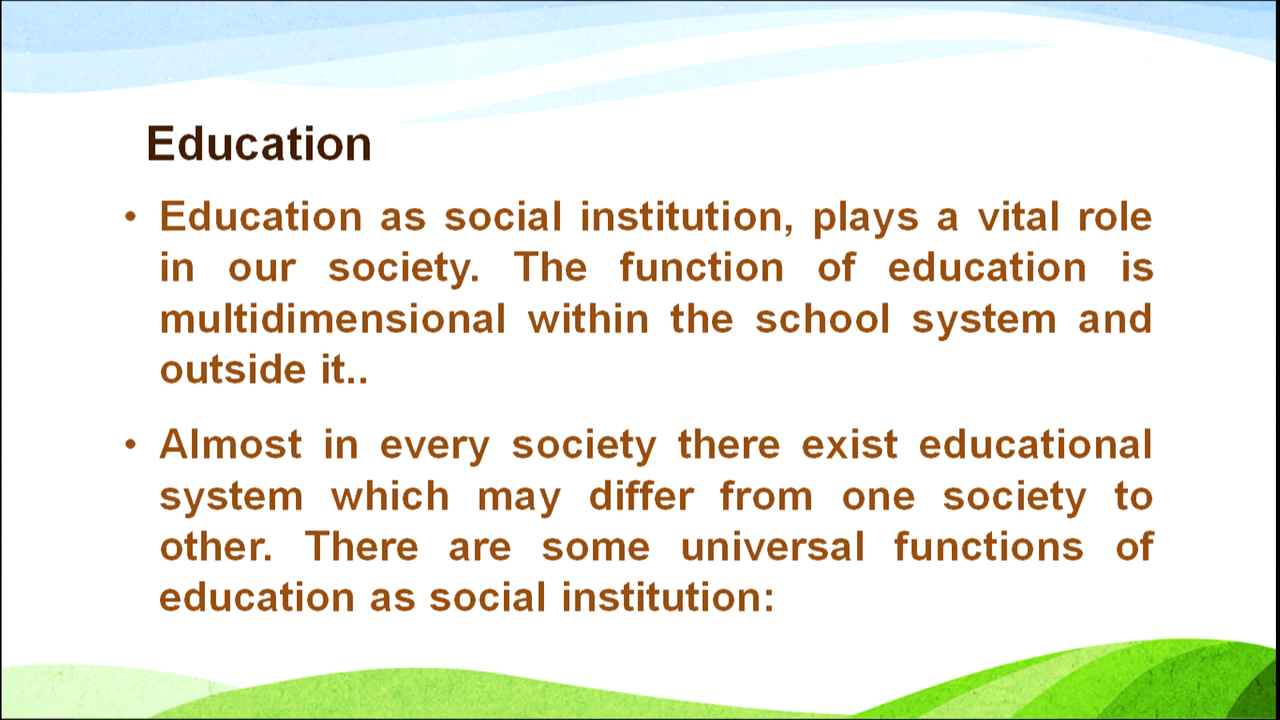 Education
• Education as social institution, plays a vital role
in our society. The function of education is
multidimensional within the school system and
outside it..
• Almost in every society there exist educational
system which may differ from one society to
other. There are some universal functions of
education as social institution: